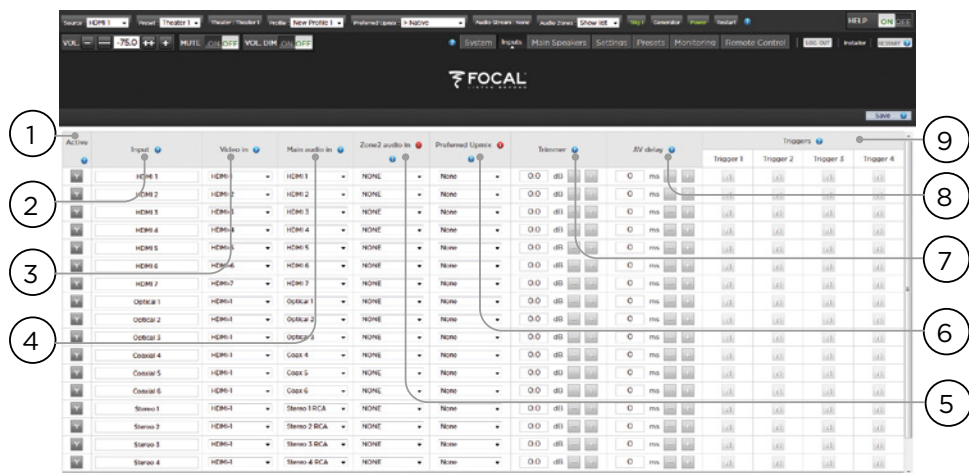 Source HDMI 1 Preset Theater 1 Theater: Theater 1 Profile New Profile 1 Preferred Upmix > Native Audio Stream: None Audio Zones: Show list Trig 1 Generator Power Restart HELP ON OFF
VOL. -75.0 MUTE ON OFF VOL. DIM ON OFF System Inputs Main Speakers Settings Presets Monitoring Remote Control LOG OUT Installer
FOCAL
LISTEN BEYOND
Save
Active Input Video in Main audio in Zone2 audio in Preferred Upmix Trimmer AV delay Triggers
Trigger 1 Trigger 2 Trigger 3 Trigger 4
HDMI 1 HDMI-1 HDMI 1 NONE None 0.0 dB 0 ms
HDMI 2 HDMI-2 HDMI 2 NONE None 0.0 dB 0 ms
HDMI 3 HDMI 3 NONE None 0.0 dB 0 ms
HDMI 4 HDMI-4 HDMI 4 NONE None 0.0 dB 0 ms
HDMI 5 HDMI 5 NONE None 0.0 dB 0 ms
HDMI 6 HDMI-6 HDMI 6 NONE None 0.0 dB 0 ms
HDMI 7 HDMI-7 HDMI 7 NONE None 0.0 dB 0 ms
Optical 1 HDMI-1 Optical 1 NONE None 0.0 dB 0 ms
Optical 2 HDMI-1 Optical 2 NONE None 0.0 dB 0 ms
Optical 3 HDMI-1 Optical 3 NONE None 0.0 dB 0 ms
Coaxial 4 HDMI-1 Coax 4 NONE None 0.0 dB 0 ms
Coaxial 5 HDMI-1 Coax 5 NONE None 0.0 dB 0 ms
Coaxial 6 HDMI-1 Coax 6 NONE None 0.0 dB 0 ms
Stereo 1 HDMI-1 Stereo 1 RCA NONE None 0.0 dB 0 ms
Stereo 2 HDMI-1 Stereo 2 RCA NONE None 0.0 dB 0 ms
Stereo 3 HDMI-1 Stereo 3 RCA NONE None 0.0 dB 0 ms
Stereo 4 HDMI-1 Stereo 4 RCA NONE None 0.0 dB 0 ms
1
2
3
4
9
8
7
6
5